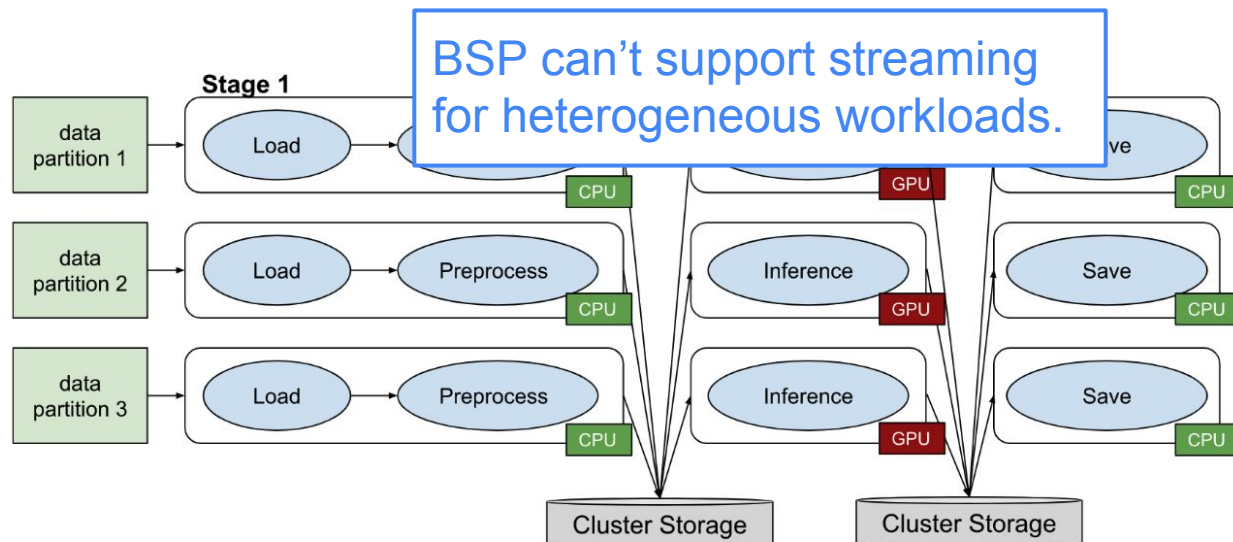 BSP can’t support streaming
for heterogeneous workloads.
Stage 1
data
partition 1
Load
CPU
GPU
ave
CPU
data
partition 2
Load
Preprocess
CPU
Inference
GPU
Save
CPU
data
partition 3
Load
Preprocess
CPU
Inference
GPU
Save
CPU
Cluster Storage
Cluster Storage